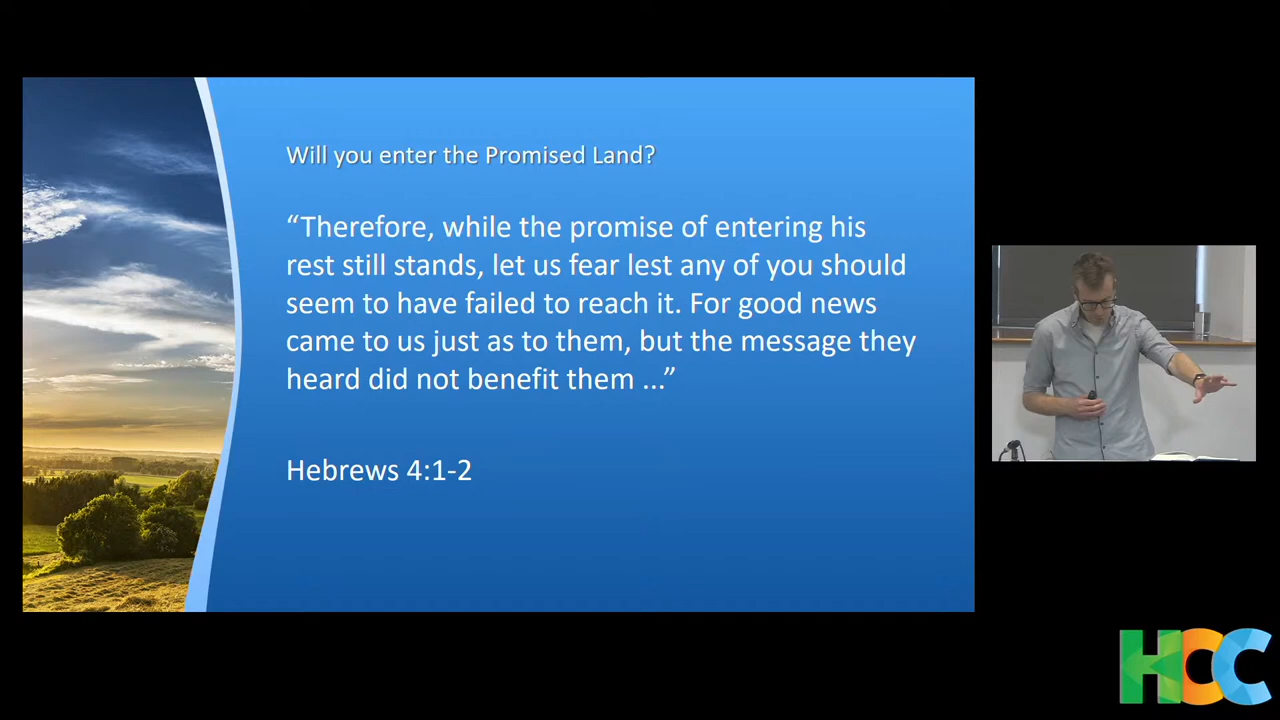 Will you enter the Promised Land?
“Therefore, while the promise of entering his
rest still stands, let us fear lest any of you should
seem to have failed to reach it. For good news
came to us just as to them, but the message they
heard did not benefit them ...”
Hebrews 4:1-2
HCC